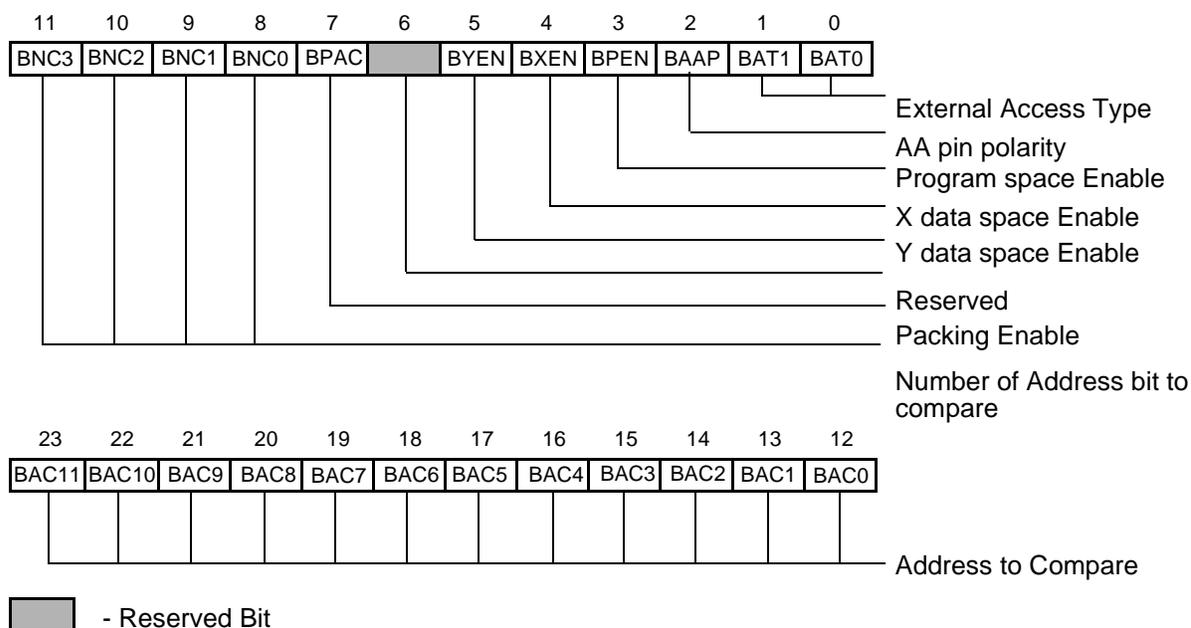 11 10 9 8 7 6 5 4 3 2 1 0
BNC3 BNC2 BNC1 BNC0 BPAC BYEN BXEN BPEN BAAP BAT1 BAT0
External Access Type
AA pin polarity
Program space Enable
X data space Enable
Y data space Enable
Reserved
Packing Enable
Number of Address bit to
compare
23 22 21 20 19 18 17 16 15 14 13 12
BAC11 BAC10 BAC9 BAC8 BAC7 BAC6 BAC5 BAC4 BAC3 BAC2 BAC1 BAC0
Address to Compare
- Reserved Bit